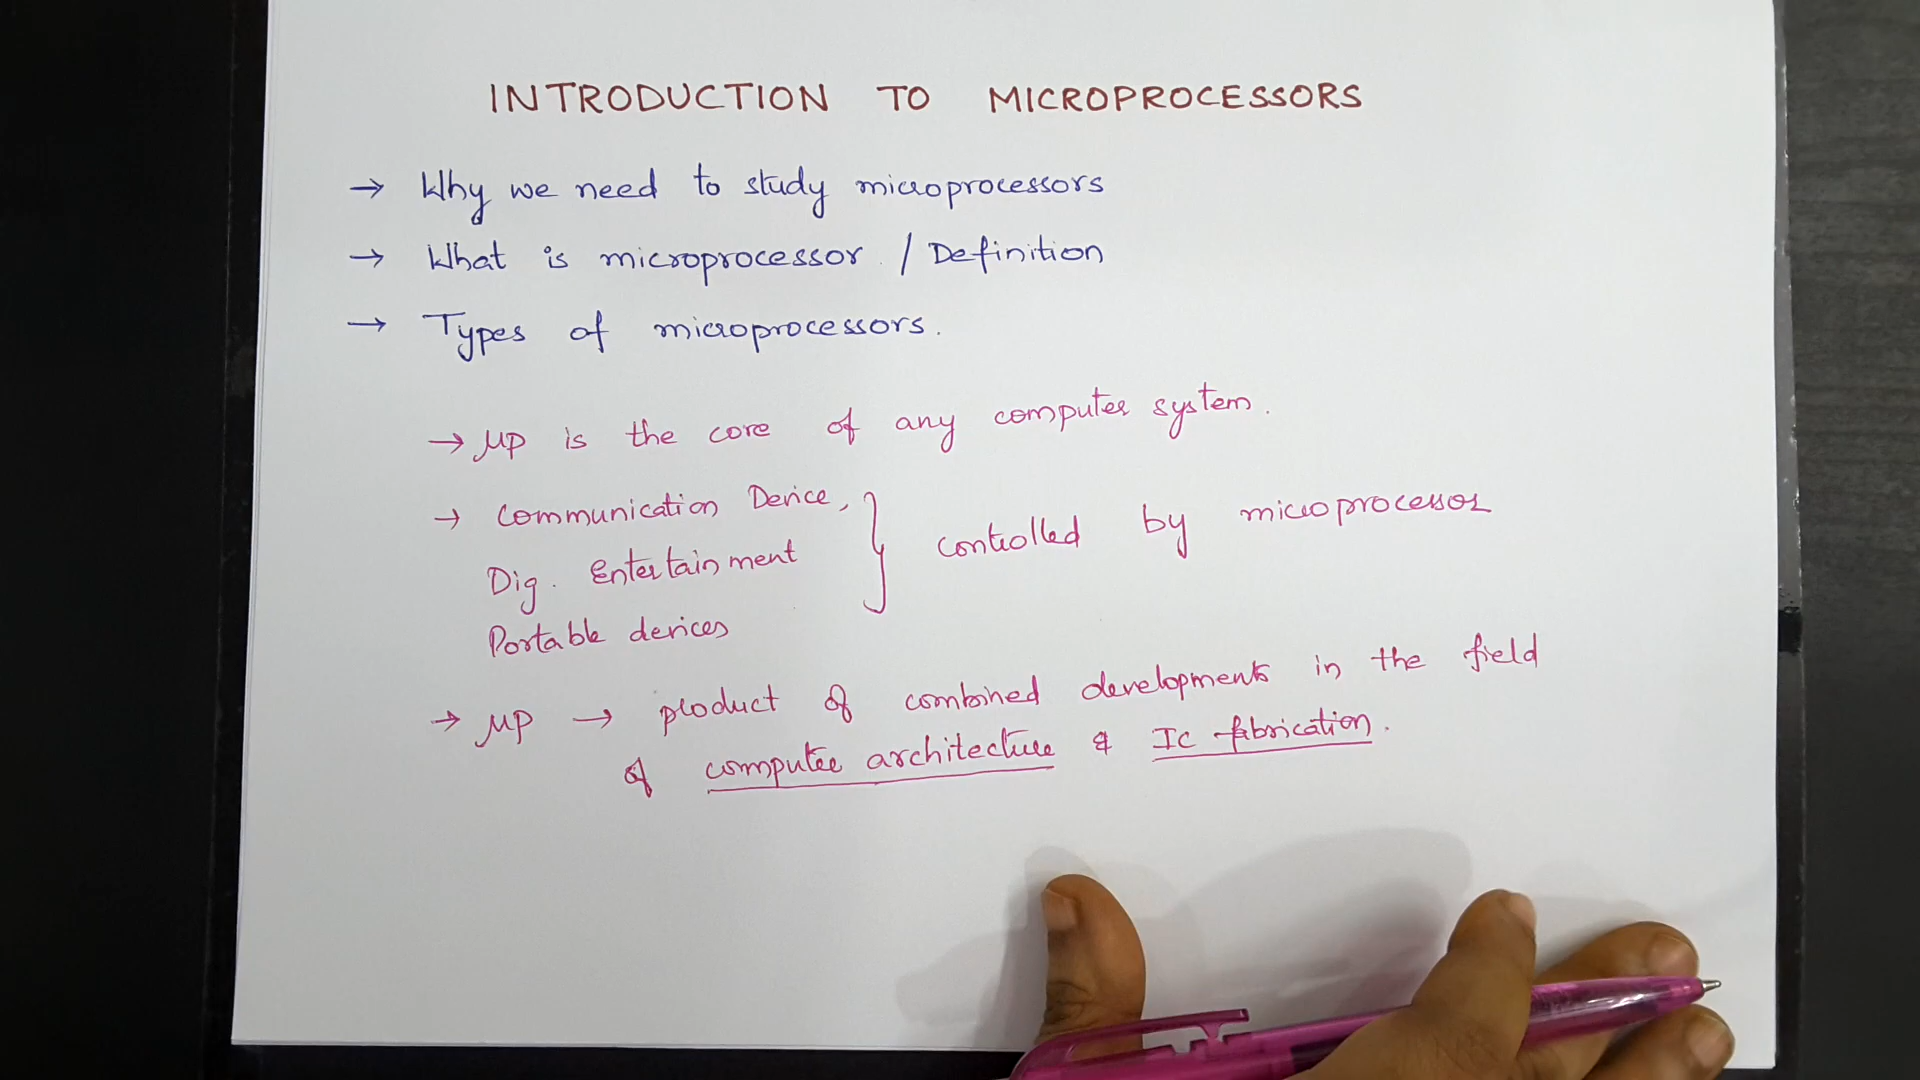 INTRODUCTION TO MICROPROCESSORS
→ Why we need to study microprocessors
→ What is microprocessor / Definition
→ Types of microprocessors.
→ μp is the core of any computer system.
→ Communication Device, } controlled by microprocessor
Dig. Entertainment
Portable devices
→ μp → product of combined developments in the field
of computer architecture & Ic fabrication.